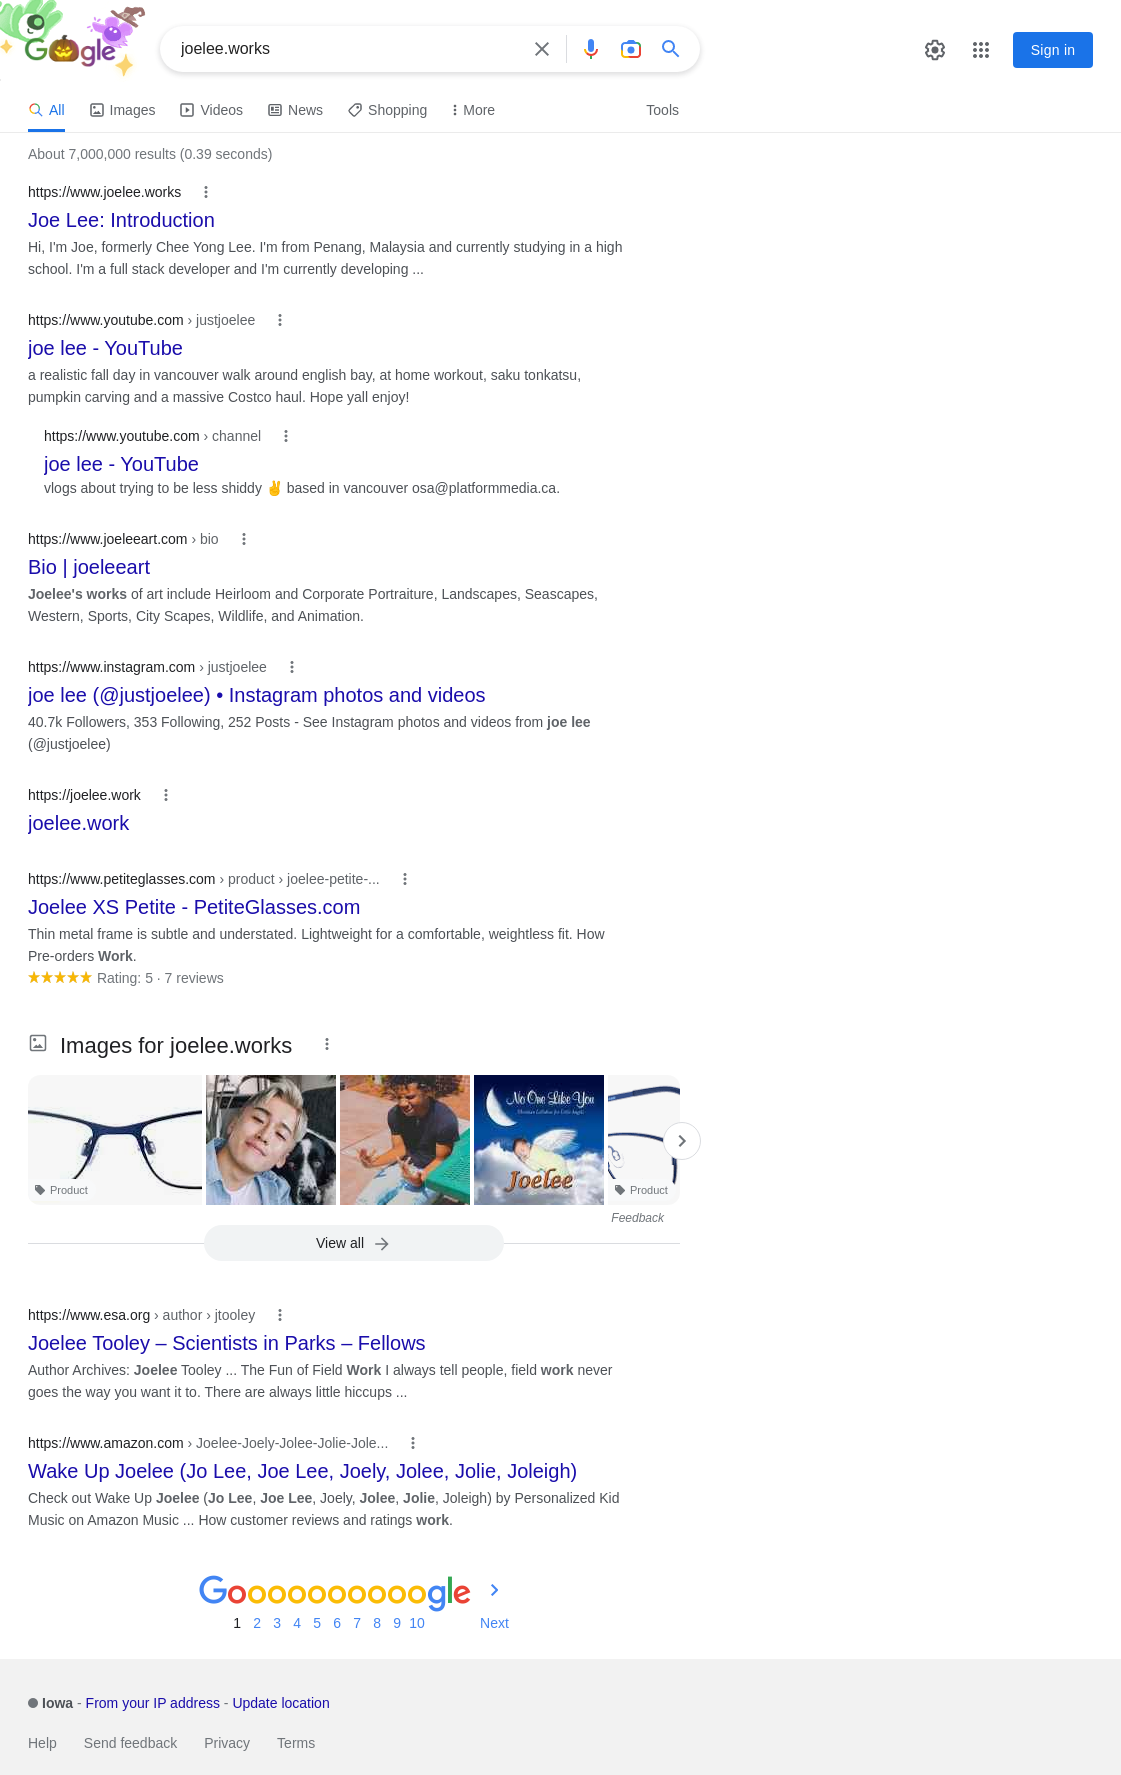 Google
joelee.works
Sign in
All Images Videos News Shopping More Tools
About 7,000,000 results (0.39 seconds)
https://www.joelee.works
Joe Lee: Introduction
Hi, I'm Joe, formerly Chee Yong Lee. I'm from Penang, Malaysia and currently studying in a high
school. I'm a full stack developer and I'm currently developing ...
https://www.youtube.com › justjoelee
joe lee - YouTube
a realistic fall day in vancouver walk around english bay, at home workout, saku tonkatsu,
pumpkin carving and a massive Costco haul. Hope yall enjoy!
https://www.youtube.com › channel
joe lee - YouTube
vlogs about trying to be less shiddy ✌ based in vancouver osa@platformmedia.ca.
https://www.joeleeart.com › bio
Bio | joeleeart
Joelee's works of art include Heirloom and Corporate Portraiture, Landscapes, Seascapes,
Western, Sports, City Scapes, Wildlife, and Animation.
https://www.instagram.com › justjoelee
joe lee (@justjoelee) • Instagram photos and videos
40.7k Followers, 353 Following, 252 Posts - See Instagram photos and videos from joe lee
(@justjoelee)
https://joelee.work
joelee.work
https://www.petiteglasses.com › product › joelee-petite-...
Joelee XS Petite - PetiteGlasses.com
Thin metal frame is subtle and understated. Lightweight for a comfortable, weightless fit. How
Pre-orders Work.
Rating: 5 · 7 reviews
Images for joelee.works
No One Like You
Joelee
Product
Product
Feedback
View all
https://www.esa.org › author › jtooley
Joelee Tooley – Scientists in Parks – Fellows
Author Archives: Joelee Tooley ... The Fun of Field Work I always tell people, field work never
goes the way you want it to. There are always little hiccups ...
https://www.amazon.com › Joelee-Joely-Jolee-Jolie-Jole...
Wake Up Joelee (Jo Lee, Joe Lee, Joely, Jolee, Jolie, Joleigh)
Check out Wake Up Joelee (Jo Lee, Joe Lee, Joely, Jolee, Jolie, Joleigh) by Personalized Kid
Music on Amazon Music ... How customer reviews and ratings work.
Goooooooooogle
1 2 3 4 5 6 7 8 9 10 Next
Iowa - From your IP address - Update location
Help Send feedback Privacy Terms